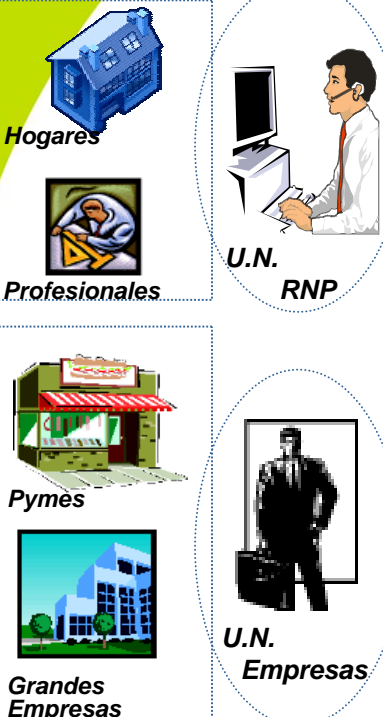 Hogares
U.N.
RNP
Profesionales
Pymes
U.N.
Empresas
Grandes
Empresas